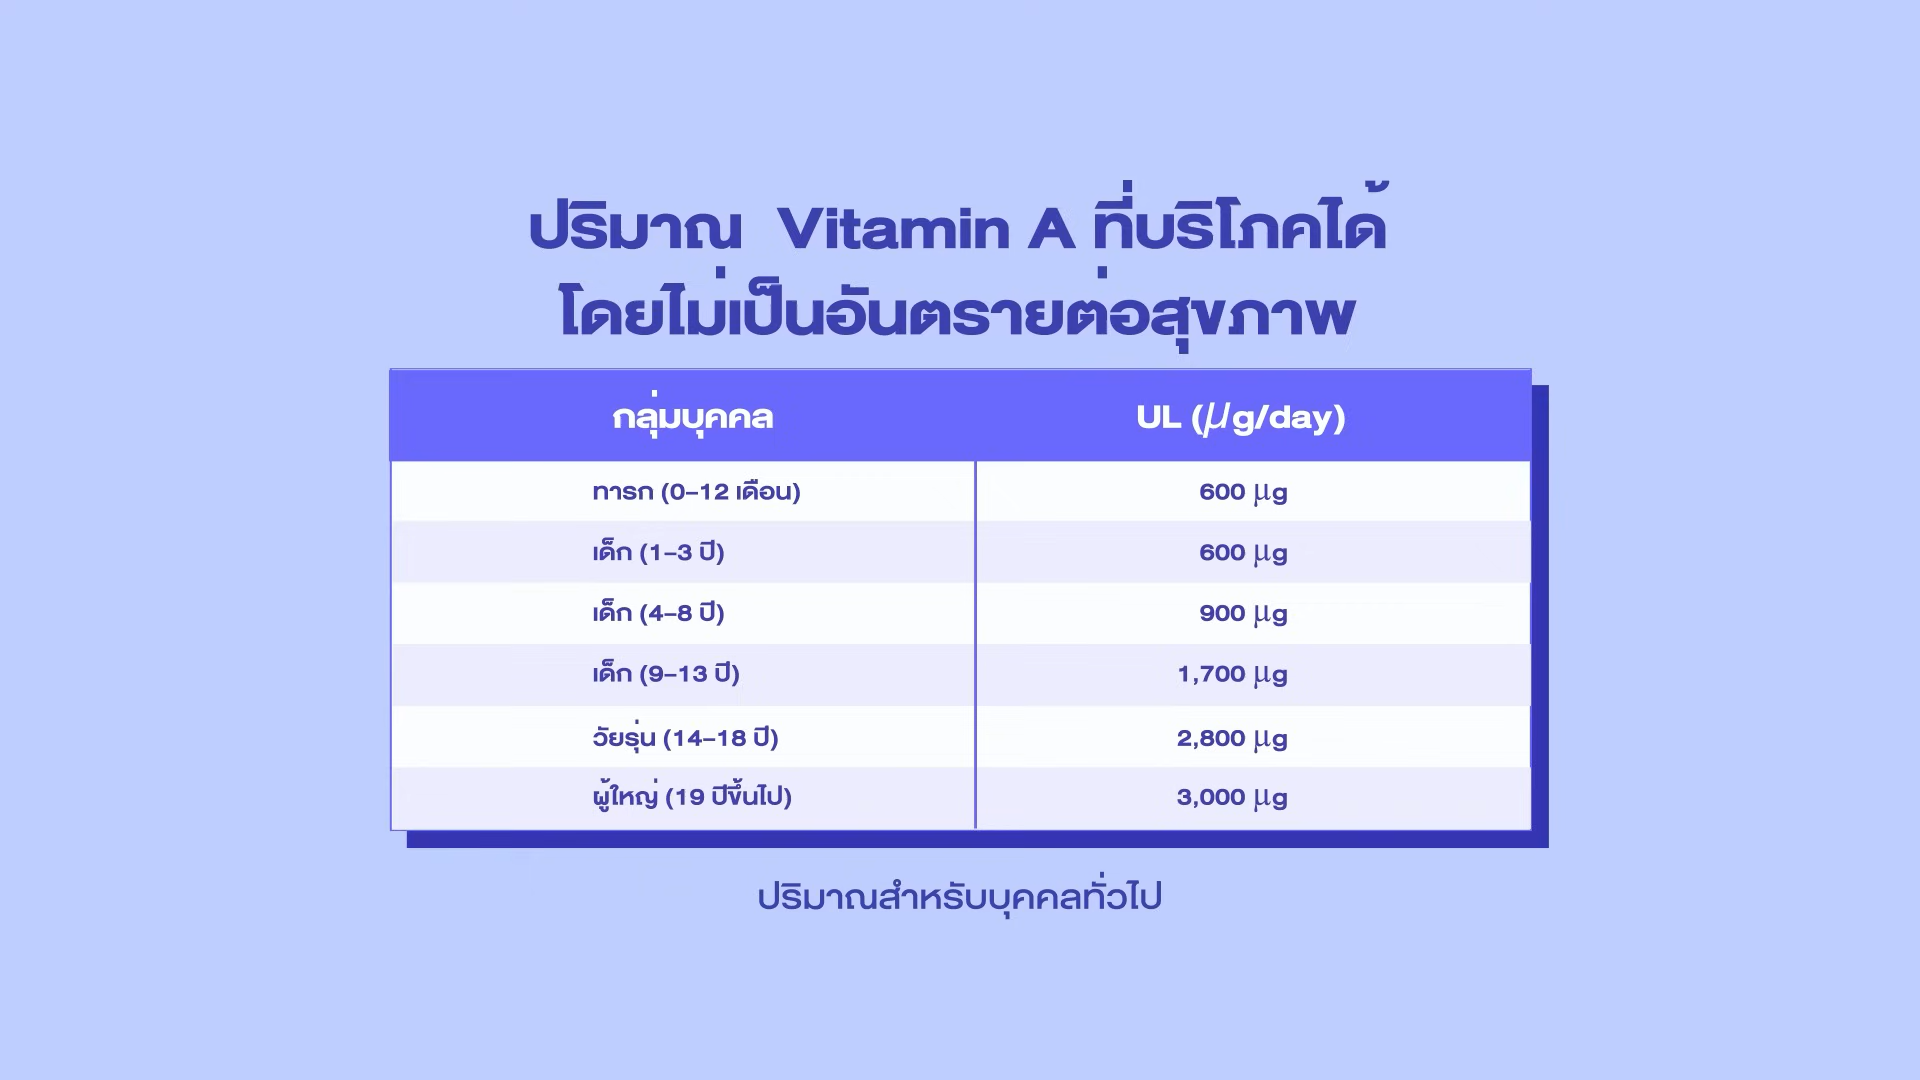 ปริมาณ Vitamin A ที่บริโภคได้
โดยไม่เป็นอันตรายต่อสุขภาพ
กลุ่มบุคคล UL (µg/day)
ทารก (0-12 เดือน) 600 µg
เด็ก (1-3 ปี) 600 µg
เด็ก (4-8 ปี) 900 µg
เด็ก (9-13 ปี) 1,700 µg
วัยรุ่น (14-18 ปี) 2,800 µg
ผู้ใหญ่ (19 ปีขึ้นไป) 3,000 µg
ปริมาณสำหรับบุคคลทั่วไป